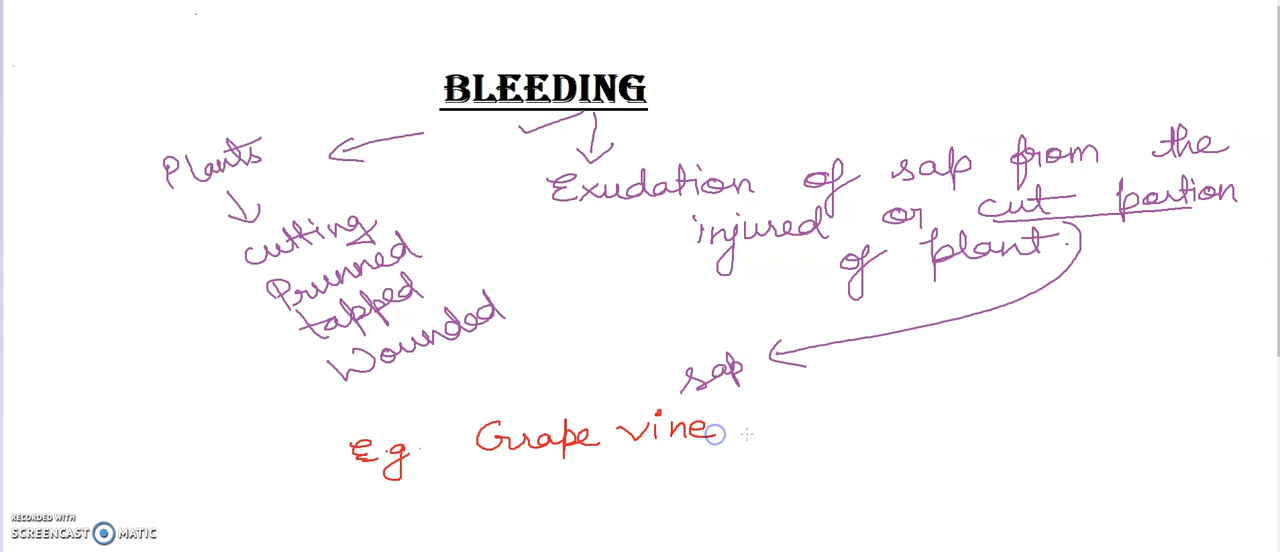 BLEEDING
Plants
cutting
Prunned
tapped
Wounded
Exudation of sap from the
injured or cut portion
of plant.
sap
E.g. Grape vine
RECORDED WITH
SCREENCAST MATIC